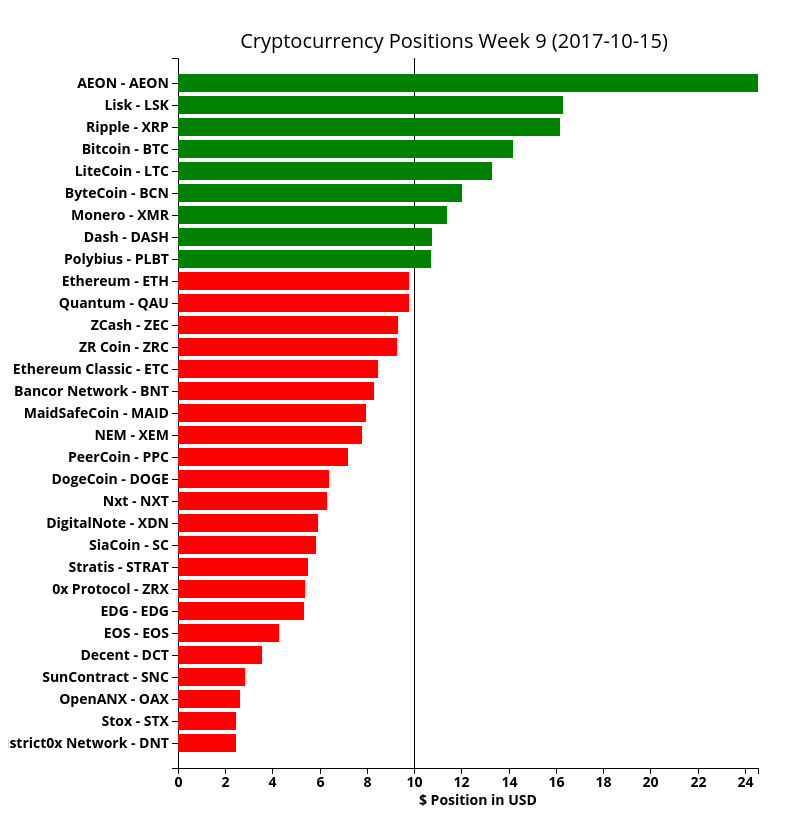 Cryptocurrency Positions Week 9 (2017-10-15)
AEON - AEON
Lisk - LSK
Ripple - XRP
Bitcoin - BTC
LiteCoin - LTC
ByteCoin - BCN
Monero - XMR
Dash - DASH
Polybius - PLBT
Ethereum - ETH
Quantum - QAU
ZCash - ZEC
ZR Coin - ZRC
Ethereum Classic - ETC
Bancor Network - BNT
MaidSafeCoin - MAID
NEM - XEM
PeerCoin - PPC
DogeCoin - DOGE
Nxt - NXT
DigitalNote - XDN
SiaCoin - SC
Stratis - STRAT
0x Protocol - ZRX
EDG - EDG
EOS - EOS
Decent - DCT
SunContract - SNC
OpenANX - OAX
Stox - STX
strict0x Network - DNT
0 2 4 6 8 10 12 14 16 18 20 22 24
$ Position in USD